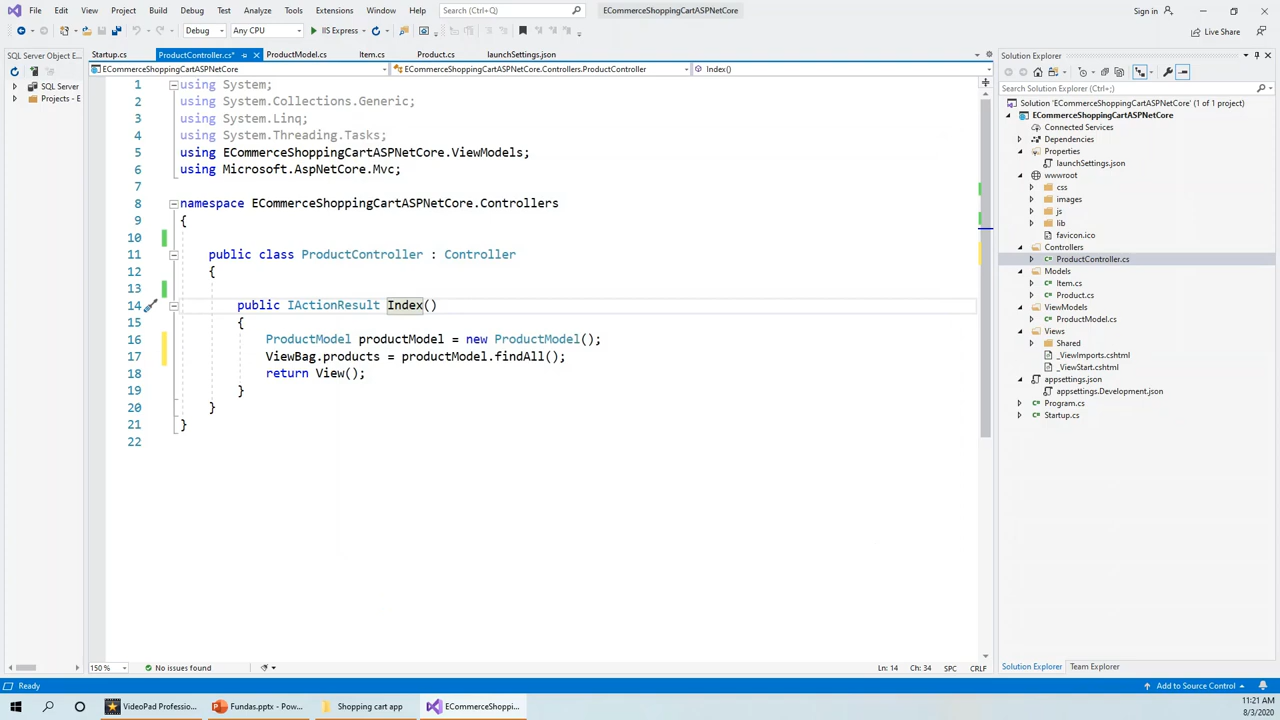 File Edit View Project Build Debug Test Analyze Tools Extensions Window Help Search (Ctrl+Q) ECommerceShoppingCartASPNetCore Sign in
Debug Any CPU IIS Express Live Share
SQL Server Object E...
SQL Server
Projects - E
Startup.cs ProductController.cs* ProductModel.cs Item.cs Product.cs launchSettings.json
ECommerceShoppingCartASPNetCore ECommerceShoppingCartASPNetCore.Controllers.ProductController Index()
1 using System;
2 using System.Collections.Generic;
3 using System.Linq;
4 using System.Threading.Tasks;
5 using ECommerceShoppingCartASPNetCore.ViewModels;
6 using Microsoft.AspNetCore.Mvc;
7
8 namespace ECommerceShoppingCartASPNetCore.Controllers
9 {
10
11 public class ProductController : Controller
12 {
13
14 public IActionResult Index()
15 {
16 ProductModel productModel = new ProductModel();
17 ViewBag.products = productModel.findAll();
18 return View();
19 }
20 }
21 }
22
150 % No issues found Ln: 14 Ch: 34 SPC CRLF
Solution Explorer
Search Solution Explorer (Ctrl+;)
Solution 'ECommerceShoppingCartASPNetCore' (1 of 1 project)
ECommerceShoppingCartASPNetCore
Connected Services
Dependencies
Properties
launchSettings.json
wwwroot
css
images
js
lib
favicon.ico
Controllers
ProductController.cs
Models
Item.cs
Product.cs
ViewModels
ProductModel.cs
Views
Shared
_ViewImports.cshtml
_ViewStart.cshtml
appsettings.json
appsettings.Development.json
Program.cs
Startup.cs
Solution Explorer Team Explorer
Ready Add to Source Control
VideoPad Professio... Fundas.pptx - Pow... Shopping cart app ECommerceShoppi... 11:21 AM
8/3/2020